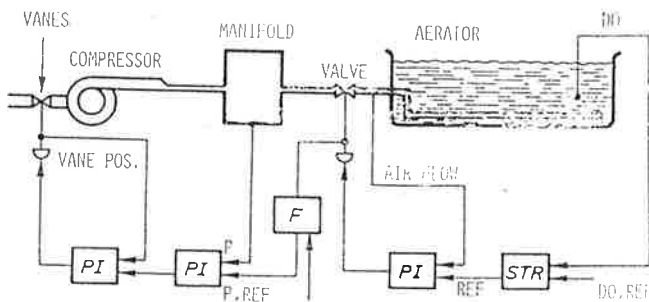 VANES
COMPRESSOR
MANIFOLD
VALVE
AERATOR
DO
VANE POS.
AIR FLOW
F
P
P.REF
PI
PI
PI
REF
STR
DO.REF